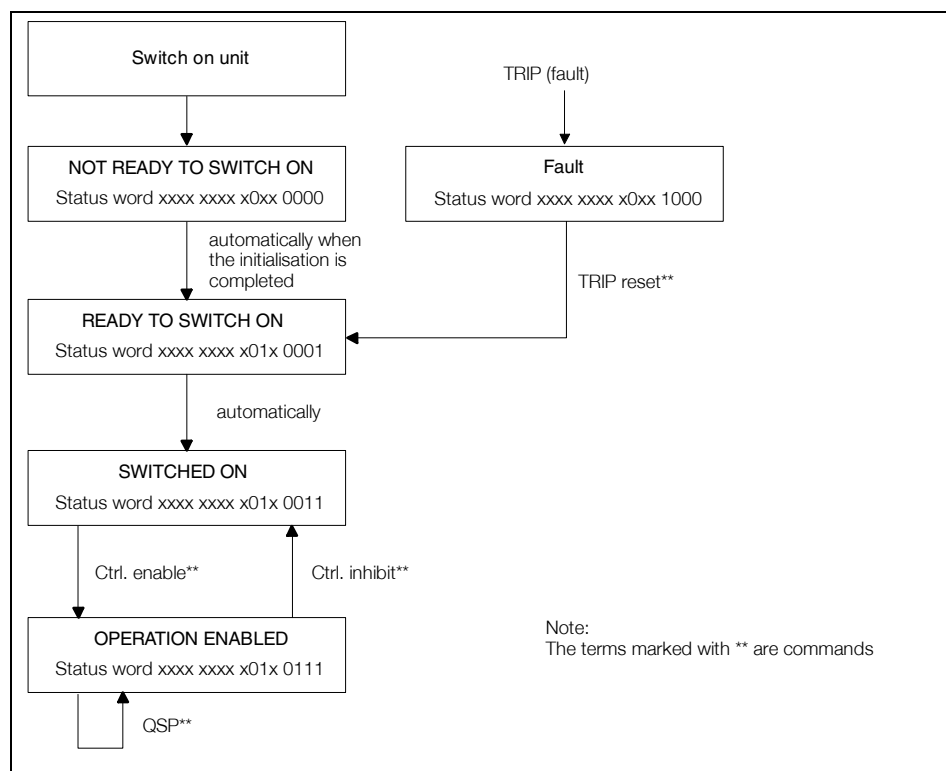 Switch on unit
TRIP (fault)
NOT READY TO SWITCH ON
Status word xxxx xxxx x0xx 0000
Fault
Status word xxxx xxxx x0xx 1000
automatically when
the initialisation is
completed
TRIP reset**
READY TO SWITCH ON
Status word xxxx xxxx x01x 0001
automatically
SWITCHED ON
Status word xxxx xxxx x01x 0011
Ctrl. enable**
Ctrl. inhibit**
OPERATION ENABLED
Status word xxxx xxxx x01x 0111
QSP**
Note:
The terms marked with ** are commands